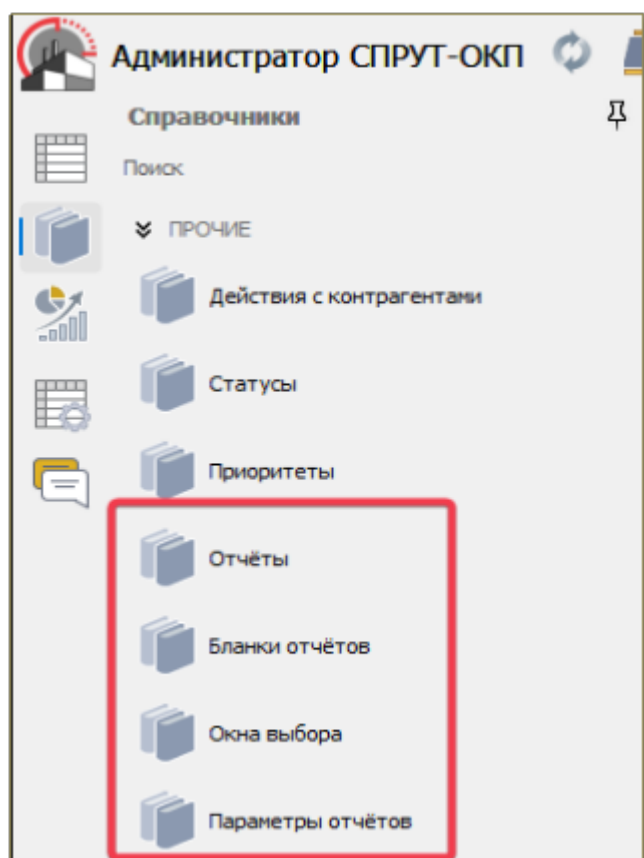 Администратор СПРУТ-ОКП
Справочники
Поиск
ПРОЧИЕ
Действия с контрагентами
Статусы
Приоритеты
Отчёты
Бланки отчётов
Окна выбора
Параметры отчётов